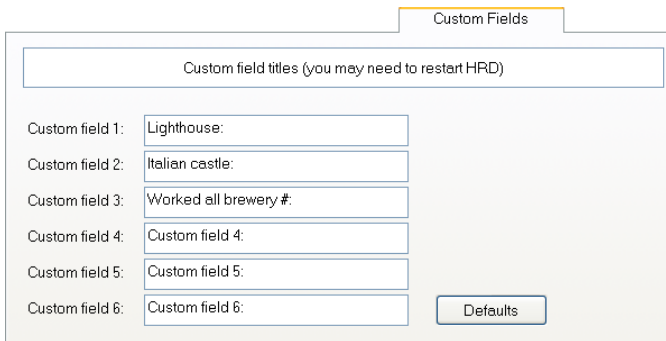 Custom Fields
Custom field titles (you may need to restart HRD)
Custom field 1: Lighthouse:
Custom field 2: Italian castle:
Custom field 3: Worked all brewery #:
Custom field 4: Custom field 4:
Custom field 5: Custom field 5:
Custom field 6: Custom field 6: Defaults